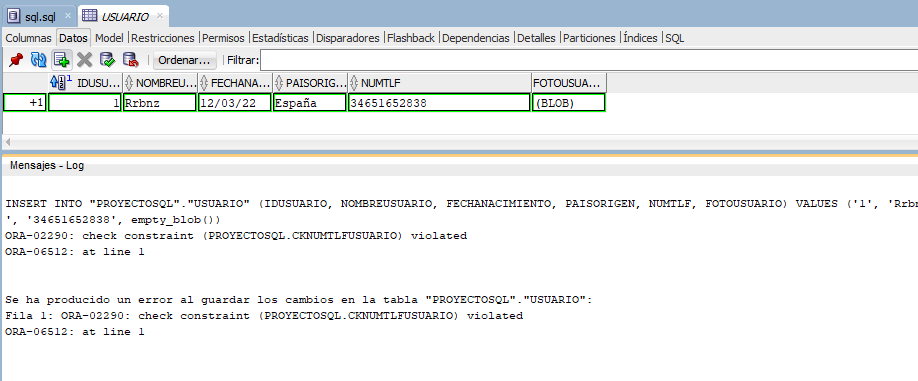 sql.sql USUARIO
Columnas Datos Model Restricciones Permisos Estadísticas Disparadores Flashback Dependencias Detalles Particiones Índices SQL
Ordenar... Filtrar:
1 IDUSU... NOMBREU... FECHANA... PAISORIG... NUMTLF FOTOUSUA...
+1 1 Rrbnz 12/03/22 España 34651652838 (BLOB)
Mensajes - Log
INSERT INTO "PROYECTOSQL"."USUARIO" (IDUSUARIO, NOMBREUSUARIO, FECHANACIMIENTO, PAISORIGEN, NUMTLF, FOTOUSUARIO) VALUES ('1', 'Rrbn
', '34651652838', empty_blob())
ORA-02290: check constraint (PROYECTOSQL.CKNUMTLFUSUARIO) violated
ORA-06512: at line 1
Se ha producido un error al guardar los cambios en la tabla "PROYECTOSQL"."USUARIO":
Fila 1: ORA-02290: check constraint (PROYECTOSQL.CKNUMTLFUSUARIO) violated
ORA-06512: at line 1